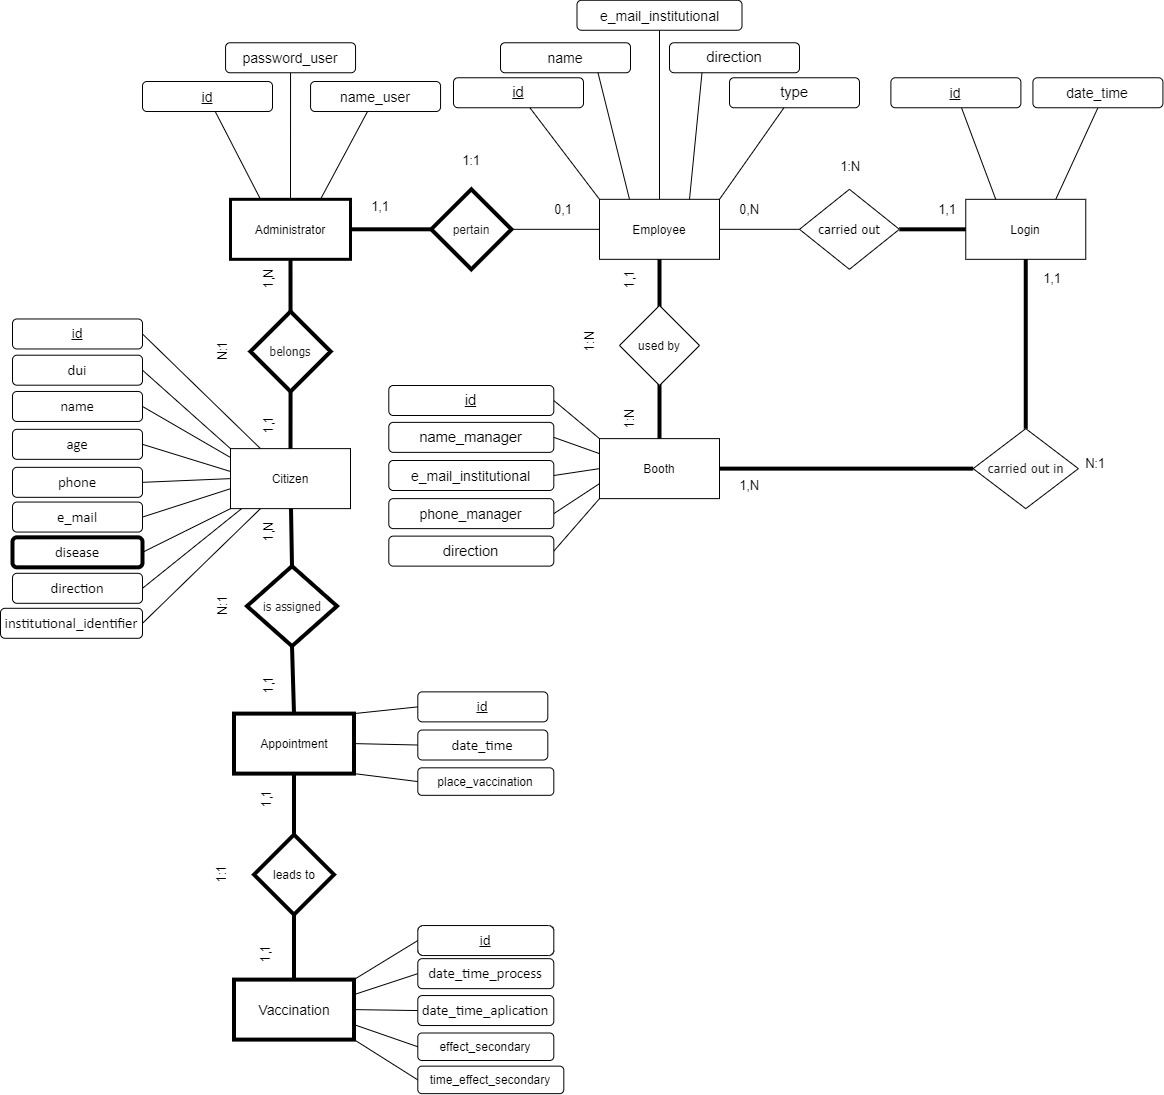 e_mail_institutional
password_user
name
direction
id
name_user
id
type
id
date_time
1:1
1:N
1,1
0,1
0,N
1,1
Administrator
pertain
Employee
carried out
Login
1,N
1,1
1,1
id
N:1
belongs
1:N
used by
dui
name
1,1
id
1:N
age
name_manager
phone
Citizen
e_mail_institutional
Booth
carried out in
N:1
1,N
e_mail
phone_manager
1,N
disease
direction
direction
institutional_identifier
N:1
is assigned
1,1
id
Appointment
date_time
place_vaccination
1,1
1:1
leads to
1,1
id
date_time_process
Vaccination
date_time_aplication
effect_secondary
time_effect_secondary